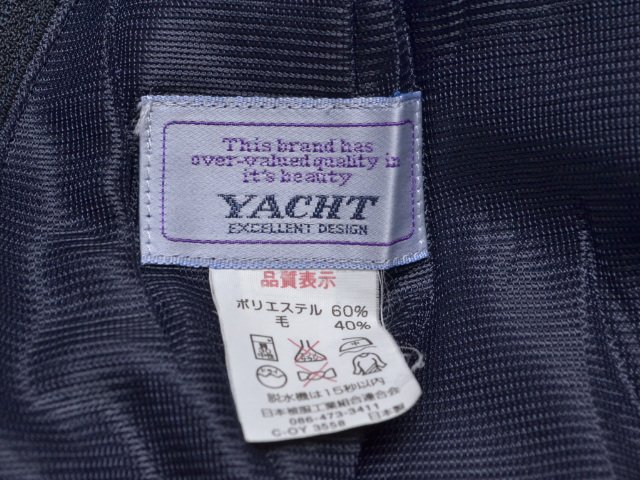 This brand has
over-valued quality in
it's beauty
YACHT
EXCELLENT DESIGN
品質表示
ポリエステル 60%
毛 40%
脱水機は15秒以内
日本被服工業組合連合会
086-473-3411
C-OY 3558 日本製